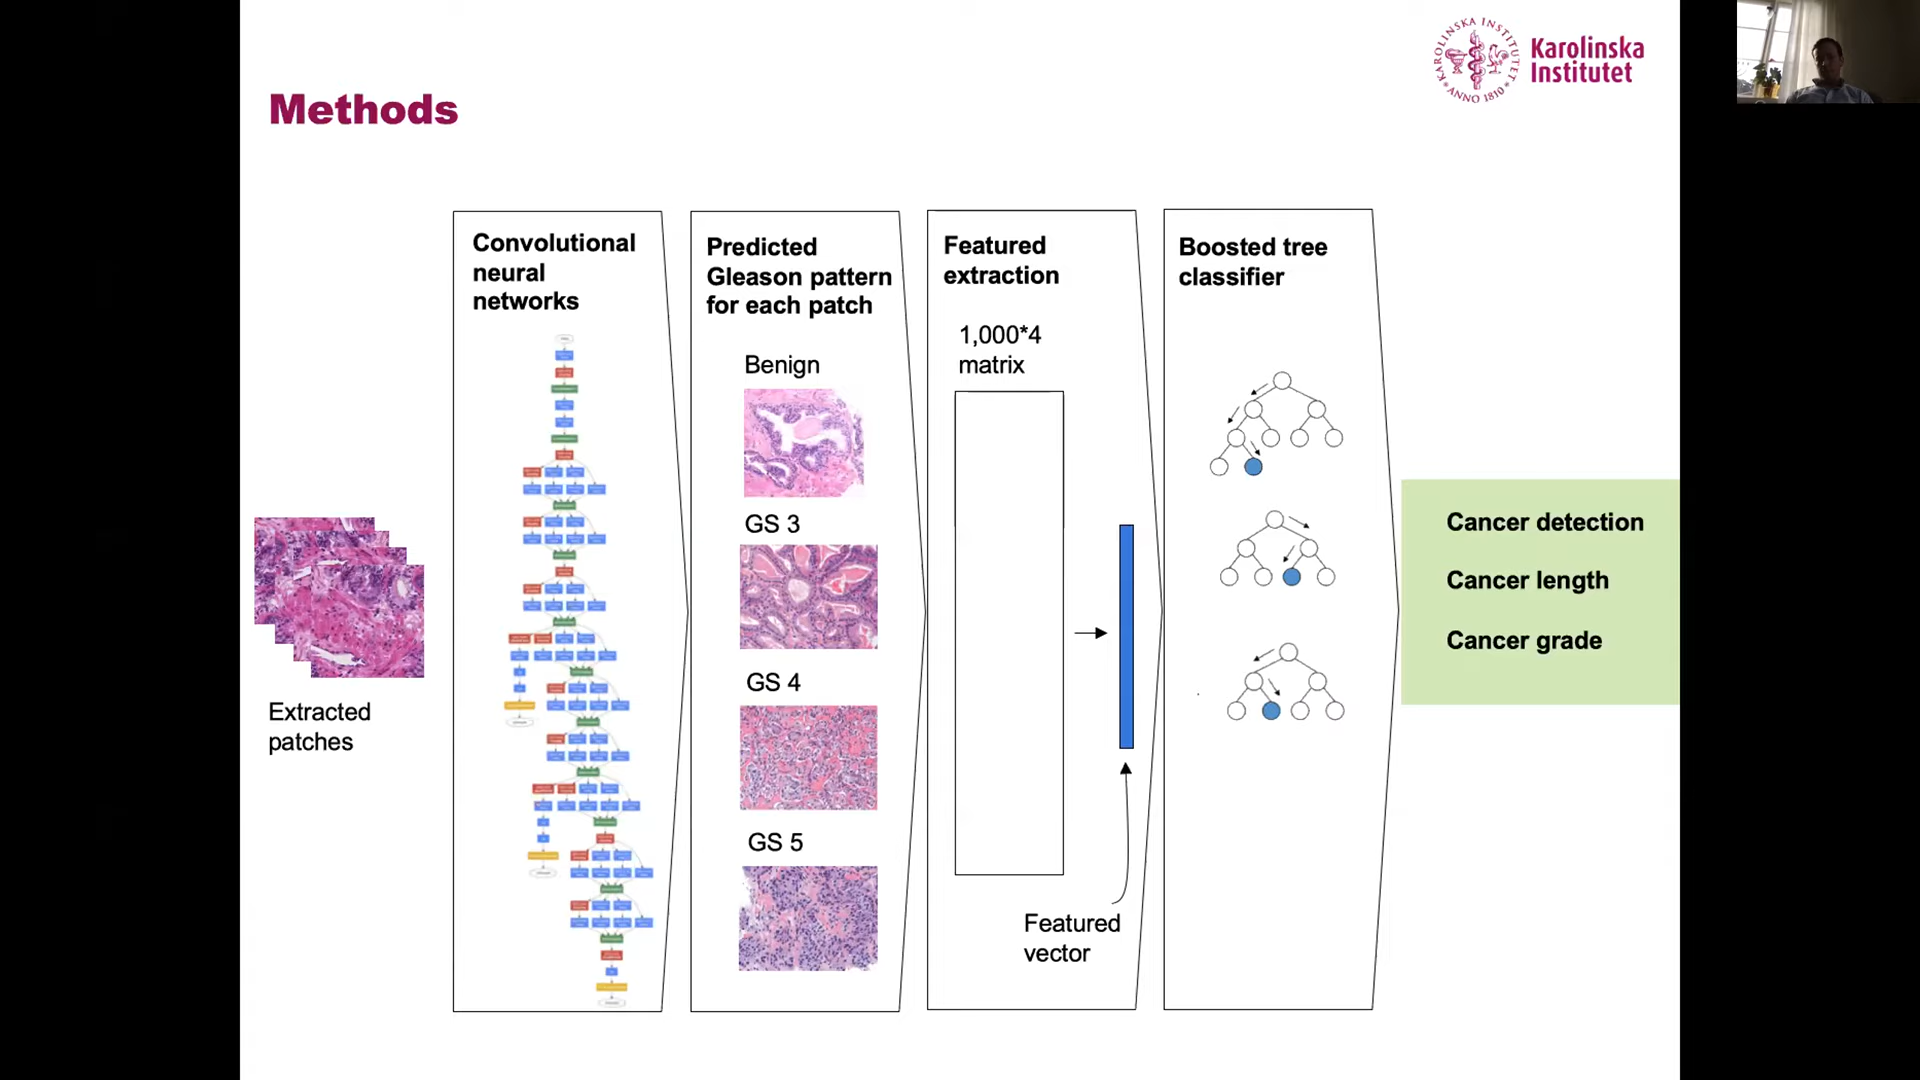 KAROLINSKA INSTITUTET
ANNO 1810
Karolinska
Institutet
Methods
Extracted
patches
Convolutional
neural
networks
Predicted
Gleason pattern
for each patch
Benign
GS 3
GS 4
GS 5
Featured
extraction
1,000*4
matrix
Featured
vector
Boosted tree
classifier
Cancer detection
Cancer length
Cancer grade